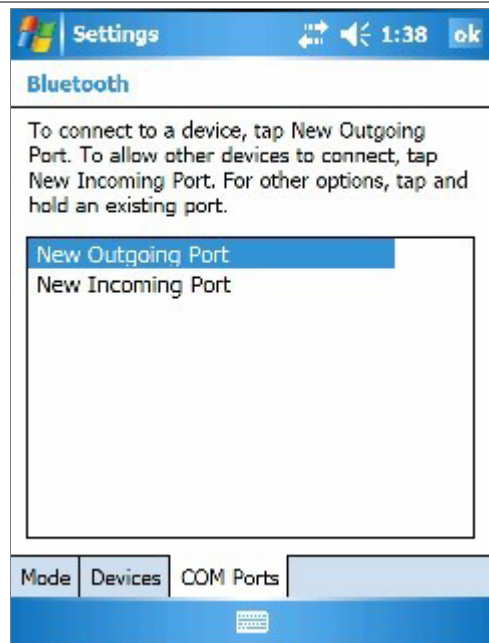 Settings 1:38 ok
Bluetooth
To connect to a device, tap New Outgoing
Port. To allow other devices to connect, tap
New Incoming Port. For other options, tap and
hold an existing port.
New Outgoing Port
New Incoming Port
Mode Devices COM Ports